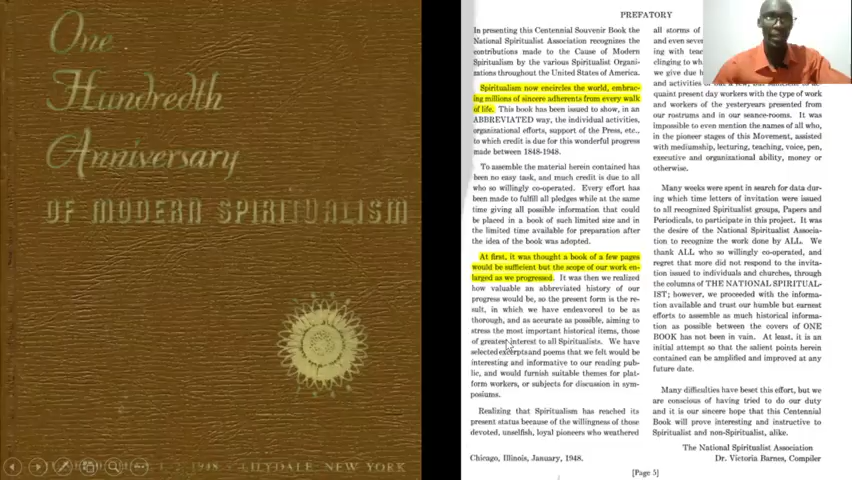 One
Hundredth
Anniversary
OF MODERN SPIRITUALISM
1948 - LILYDALE NEW YORK
PREFATORY
In presenting this Centennial Souvenir Book the
National Spiritualist Association recognizes the
contributions made to the Cause of Modern
Spiritualism by the various Spiritualist Organi-
zations throughout the United States of America.
Spiritualism now encircles the world, embrac-
ing millions of sincere adherents from every walk
of life. This book has been issued to show, in an
ABBREVIATED way, the individual activities,
organizational efforts, support of the Press, etc.,
to which credit is due for this wonderful progress
made between 1848-1948.
To assemble the material herein contained has
been no easy task, and much credit is due to all
who so willingly co-operated. Every effort has
been made to fulfill all pledges while at the same
time giving all possible information that could
be placed in a book of such limited size and in
the limited time available for preparation after
the idea of the book was adopted.
At first, it was thought a book of a few pages
would be sufficient but the scope of our work en-
larged as we progressed. It was then we realized
how valuable an abbreviated history of our
progress would be, so the present form is the re-
sult, in which we have endeavored to be as
thorough, and as accurate as possible, aiming to
stress the most important historical items, those
of greatest interest to all Spiritualists. We have
selected excerpts and poems that we felt would be
interesting and informative to our reading pub-
lic, and would furnish suitable themes for plat-
form workers, or subjects for discussion in sym-
posiums.
Realizing that Spiritualism has reached its
present status because of the willingness of those
devoted, unselfish, loyal pioneers who weathered
all storms of
and even seve
ing with teac
clinging to wh
we give due h
and activities
quaint present day workers with the type of work
and workers of the yesteryears presented from
our rostrums and in our seance-rooms. It was
impossible to even mention the names of all who,
in the pioneer stages of this Movement, assisted
with mediumship, lecturing, teaching, voice, pen,
executive and organizational ability, money or
otherwise.
Many weeks were spent in search for data dur-
ing which time letters of invitation were issued
to all recognized Spiritualist groups, Papers and
Periodicals, to participate in this project. It was
the desire of the National Spiritualist Associa-
tion to recognize the work done by ALL. We
thank ALL who so willingly co-operated, and
regret that more did not respond to the invita-
tion issued to individuals and churches, through
the columns of THE NATIONAL SPIRITUAL-
IST; however, we proceeded with the informa-
tion available and trust our humble but earnest
efforts to assemble as much historical informa-
tion as possible between the covers of ONE
BOOK has not been in vain. At least, it is an
initial attempt so that the salient points herein
contained can be amplified and improved at any
future date.
Many difficulties have beset this effort, but we
are conscious of having tried to do our duty
and it is our sincere hope that this Centennial
Book will prove interesting and instructive to
Spiritualist and non-Spiritualist, alike.
The National Spiritualist Association
Dr. Victoria Barnes, Compiler
Chicago, Illinois, January, 1948.
[Page 5]